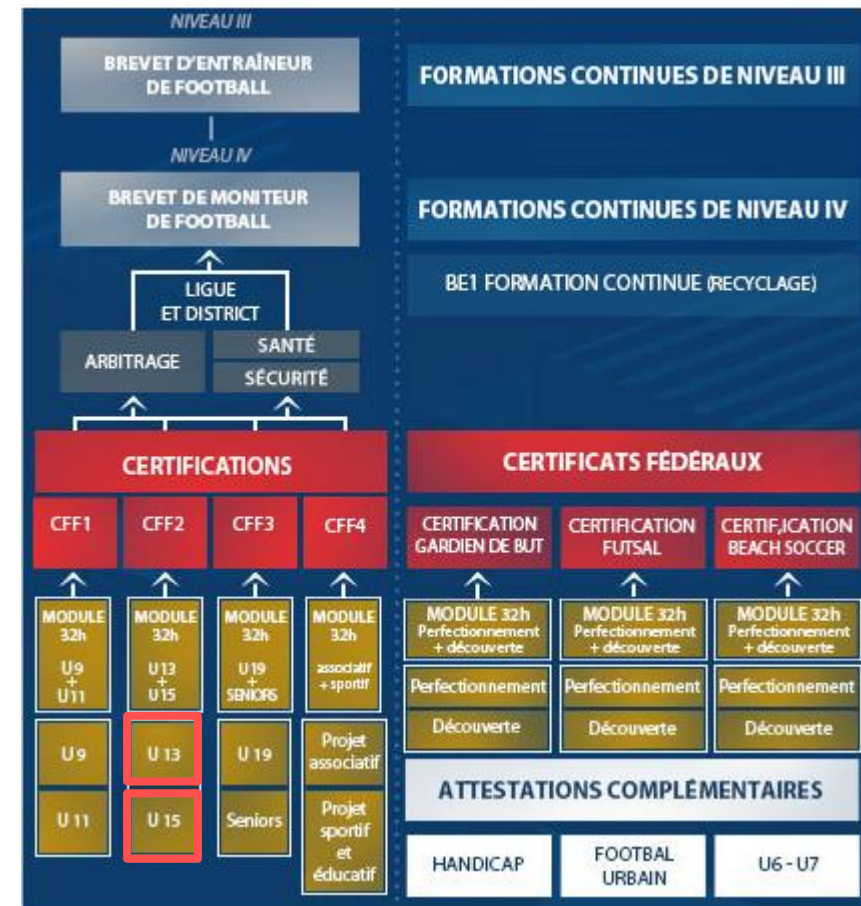 NIVEAU III
BREVET D'ENTRAÎNEUR
DE FOOTBALL
NIVEAU IV
BREVET DE MONITEUR
DE FOOTBALL
LIGUE
ET DISTRICT
ARBITRAGE
SANTÉ
SÉCURITÉ
CERTIFICATIONS
CFF1
CFF2
CFF3
CFF4
MODULE
32h
U9
+
U11
MODULE
32h
U13
+
U15
MODULE
32h
U19
+
SENIORS
MODULE
32h
associatif
+ sportif
U 9
U 13
U 19
Projet
associatif
U 11
U 15
Seniors
Projet
sportif
et
éducatif
FORMATIONS CONTINUES DE NIVEAU III
FORMATIONS CONTINUES DE NIVEAU IV
BE1 FORMATION CONTINUE (RECYCLAGE)
CERTIFICATS FÉDÉRAUX
CERTIFICATION
GARDIEN DE BUT
CERTIFICATION
FUTSAL
CERTIF,ICATION
BEACH SOCCER
MODULE 32h
Perfectionnement
+ découverte
MODULE 32h
Perfectionnement
+ découverte
MODULE 32h
Perfectionnement
+ découverte
Perfectionnement
Perfectionnement
Perfectionnement
Découverte
Découverte
Découverte
ATTESTATIONS COMPLÉMENTAIRES
HANDICAP
FOOTBAL
URBAIN
U6 - U7